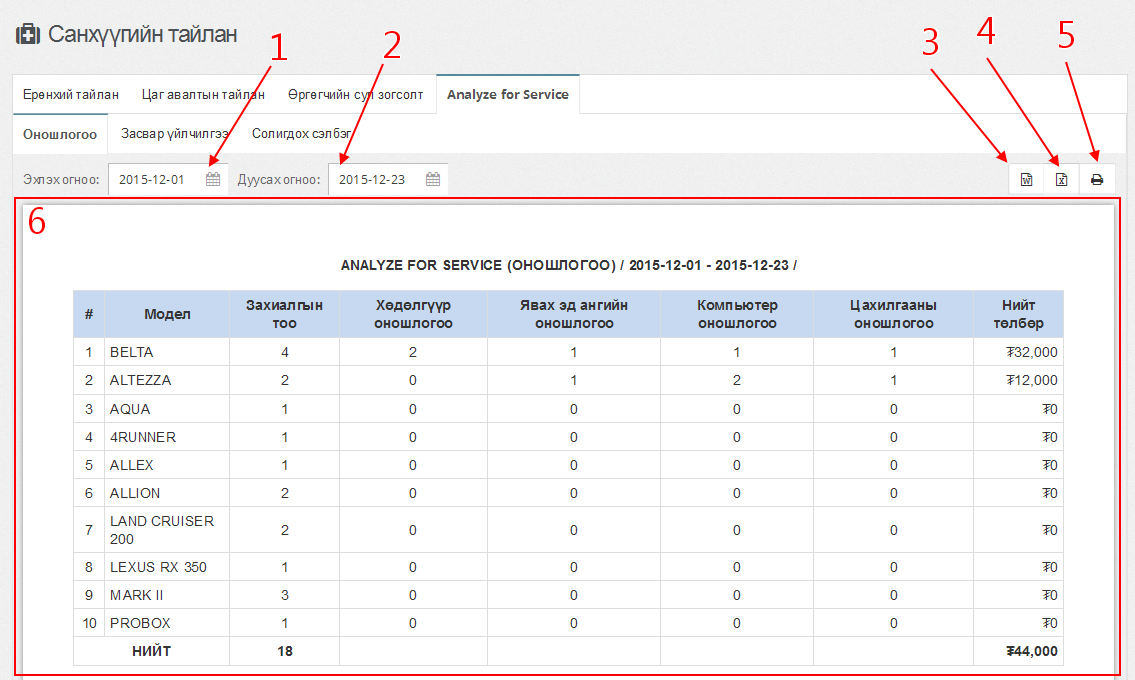 Санхүүгийн тайлан
1
2
3
4
5
Ерөнхий тайлан Цаг авалтын тайлан Өргөгчийн сул зогсолт Analyze for Service
Оношлогоо Засвар үйлчилгээ Солигдох сэлбэг
Эхлэх огноо: 2015-12-01 Дуусах огноо: 2015-12-23
6
ANALYZE FOR SERVICE (ОНОШЛОГОО) / 2015-12-01 - 2015-12-23 /
# Модел Захиалгын тоо Хөдөлгүүр оношлогоо Явах эд ангийн оношлогоо Компьютер оношлогоо Цахилгааны оношлогоо Нийт төлбөр
1 BELTA 4 2 1 1 1 ₮32,000
2 ALTEZZA 2 0 1 2 1 ₮12,000
3 AQUA 1 0 0 0 0 ₮0
4 4RUNNER 1 0 0 0 0 ₮0
5 ALLEX 1 0 0 0 0 ₮0
6 ALLION 2 0 0 0 0 ₮0
7 LAND CRUISER 200 2 0 0 0 0 ₮0
8 LEXUS RX 350 1 0 0 0 0 ₮0
9 MARK II 3 0 0 0 0 ₮0
10 PROBOX 1 0 0 0 0 ₮0
НИЙТ 18 ₮44,000